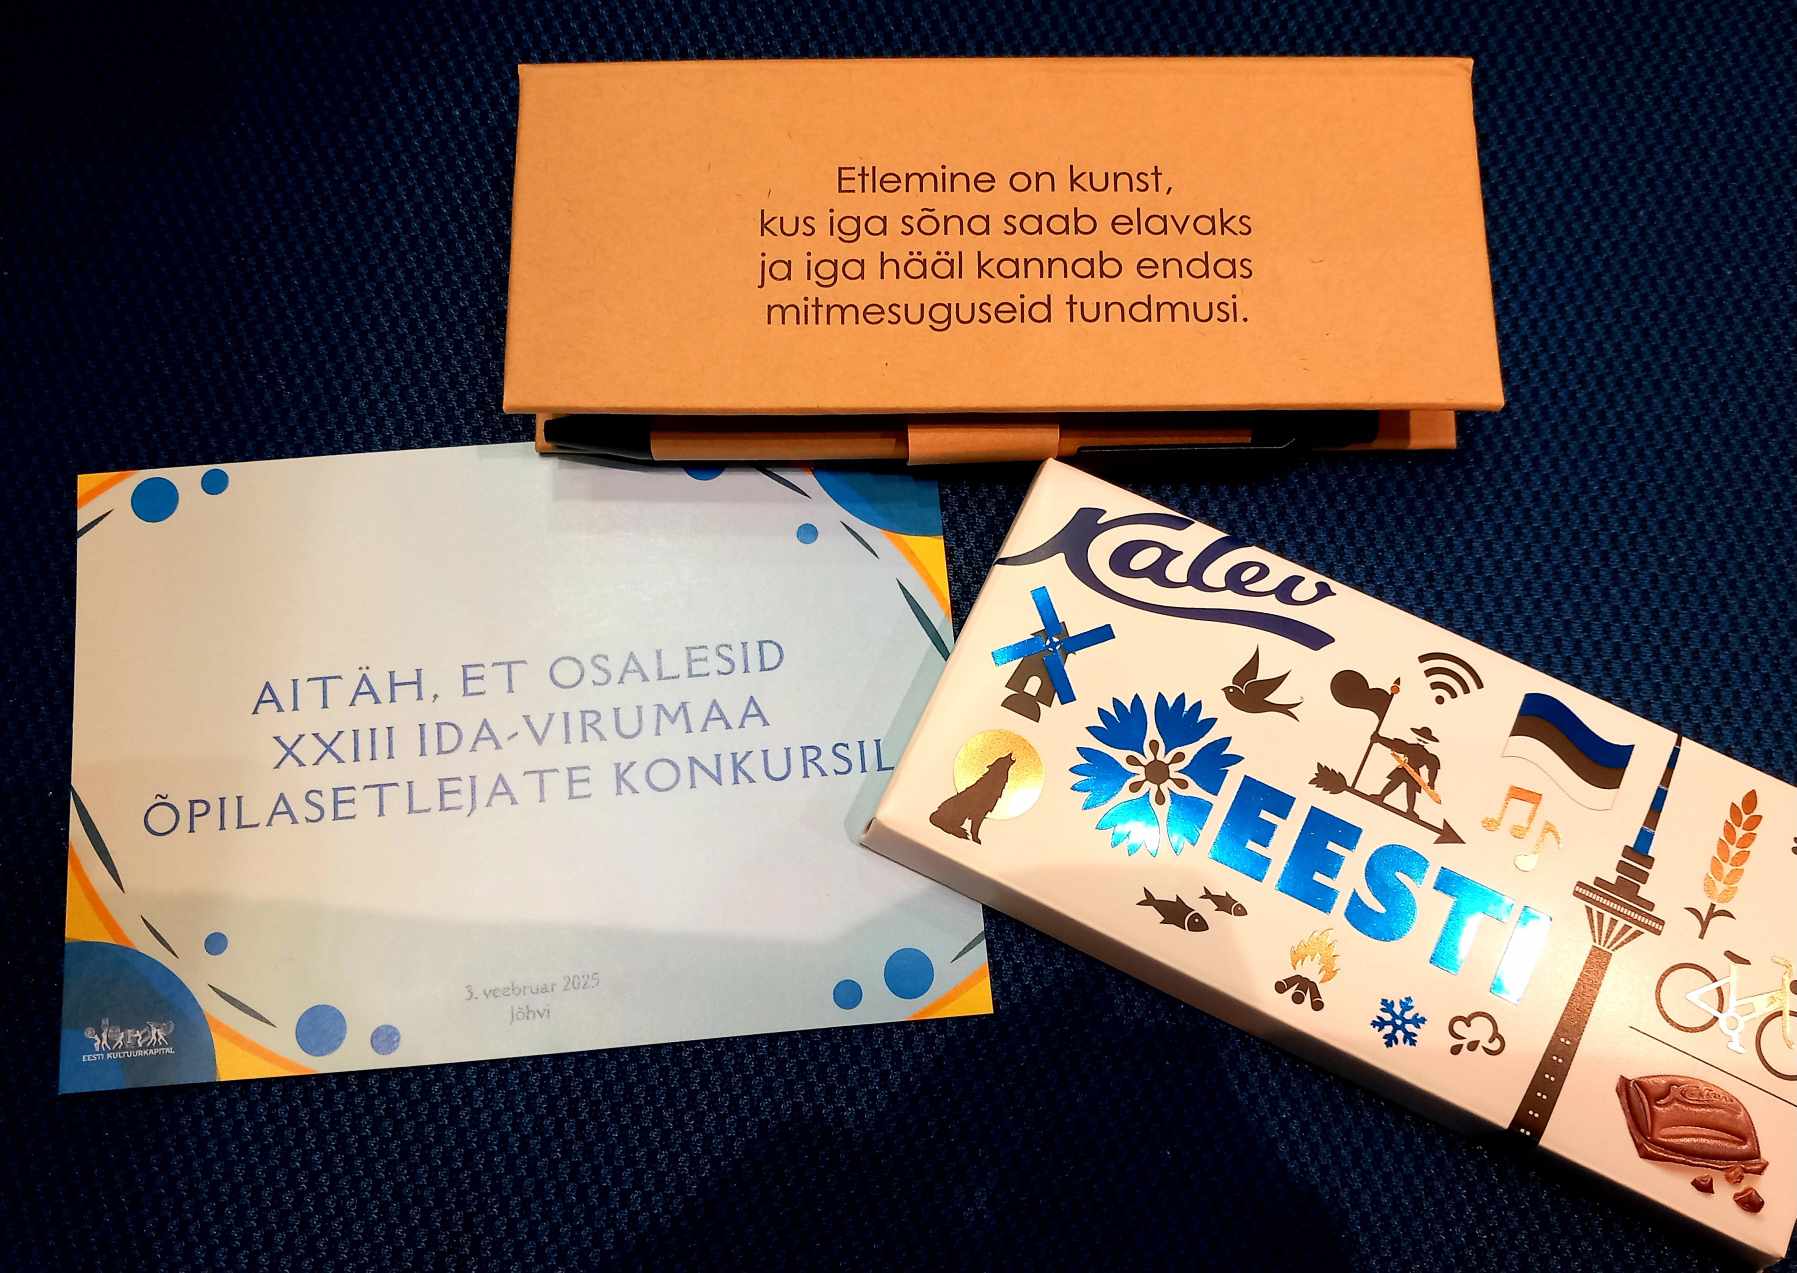 Etlemine on kunst,
kus iga sõna saab elavaks
ja iga hääl kannab endas
mitmesuguseid tundmusi.
AITÄH, ET OSALESID
XXIII IDA-VIRUMAA
ÕPILASETLEJATE KONKURSIL
3. veebruar 2025
Jõhvi
EESTI KULTUURKAPITAL
Kalev
EESTI
Kalev